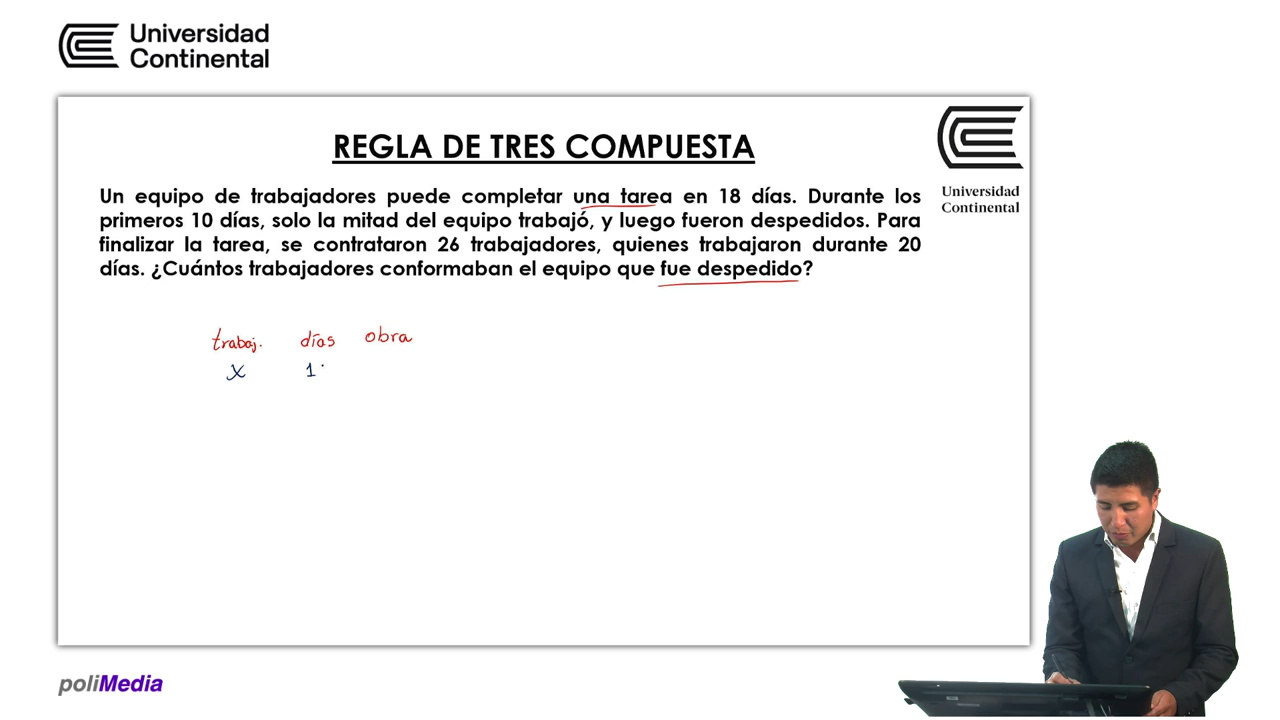 Universidad
Continental
REGLA DE TRES COMPUESTA
Universidad
Continental
Un equipo de trabajadores puede completar una tarea en 18 días. Durante los
primeros 10 días, solo la mitad del equipo trabajó, y luego fueron despedidos. Para
finalizar la tarea, se contrataron 26 trabajadores, quienes trabajaron durante 20
días. ¿Cuántos trabajadores conformaban el equipo que fue despedido?
trabaj. días obra
x 1
poliMedia